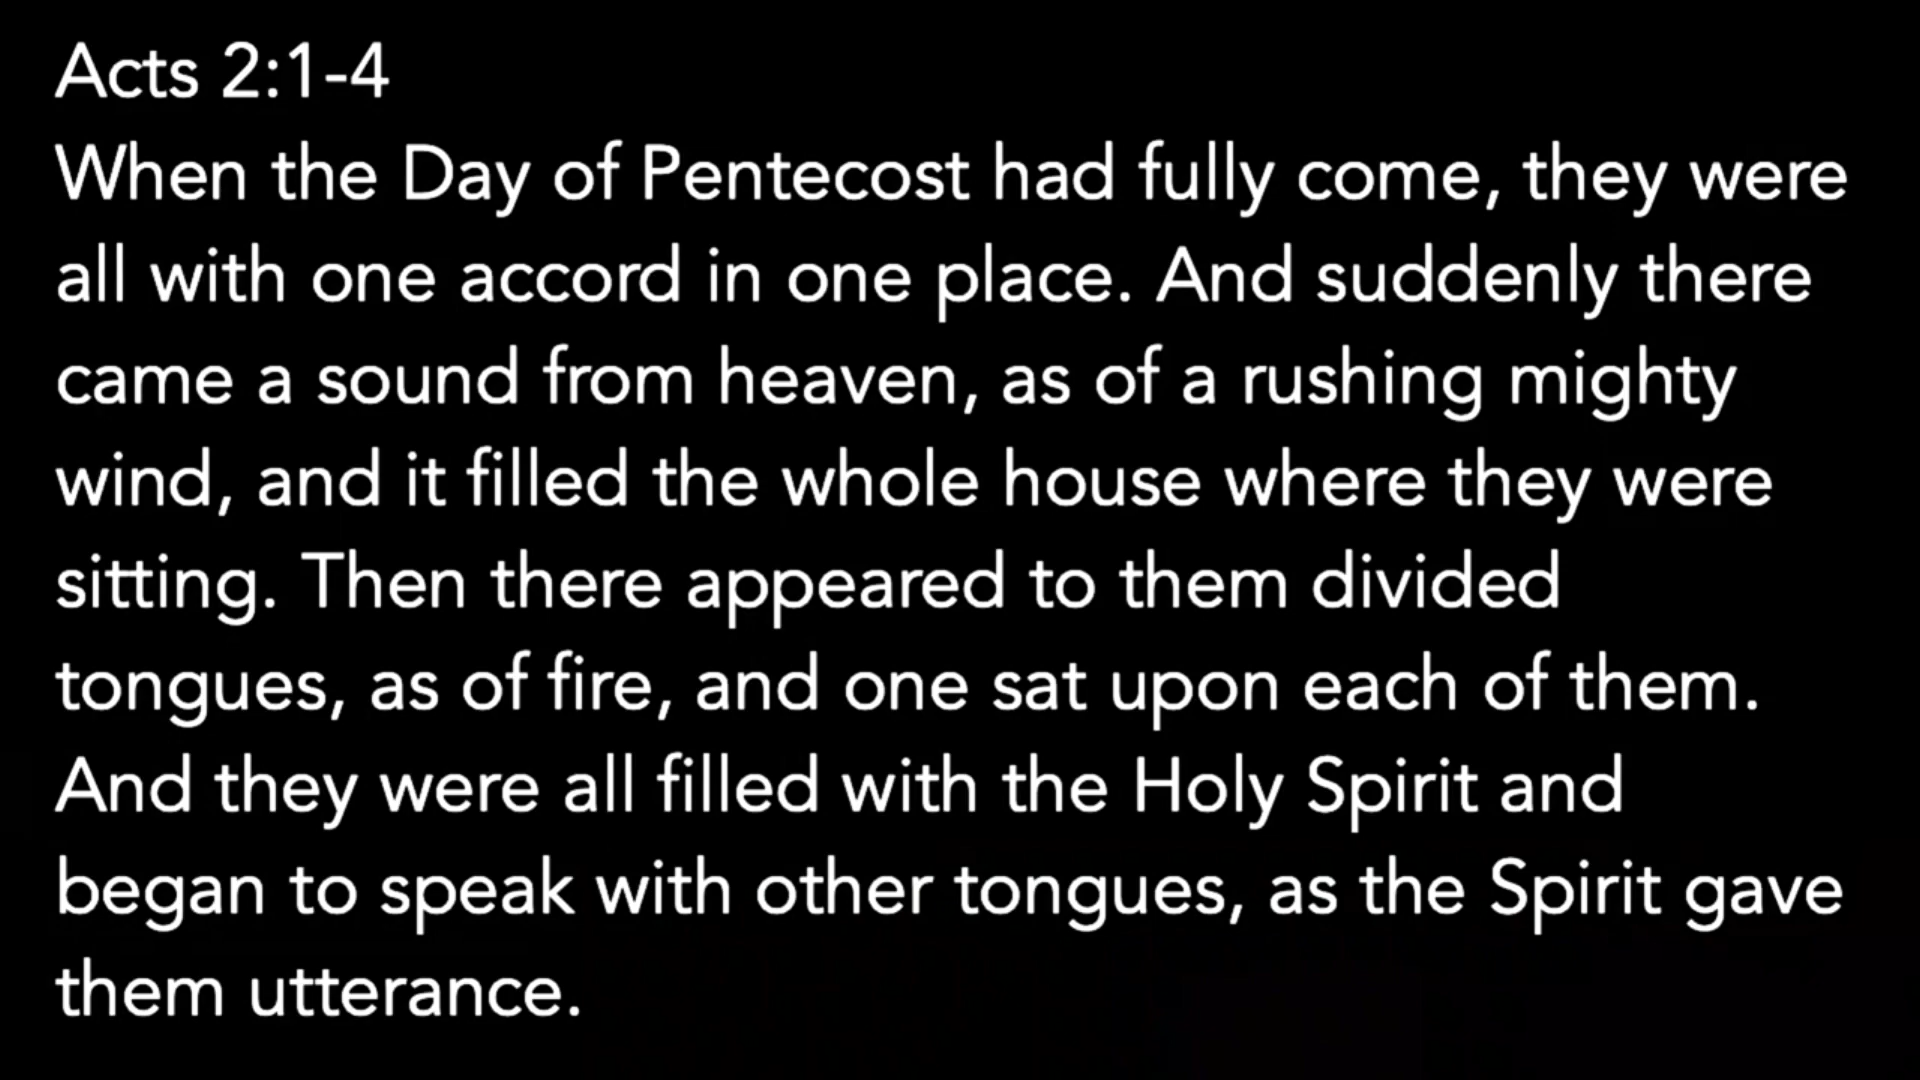 Acts 2:1-4
When the Day of Pentecost had fully come, they were
all with one accord in one place. And suddenly there
came a sound from heaven, as of a rushing mighty
wind, and it filled the whole house where they were
sitting. Then there appeared to them divided
tongues, as of fire, and one sat upon each of them.
And they were all filled with the Holy Spirit and
began to speak with other tongues, as the Spirit gave
them utterance.